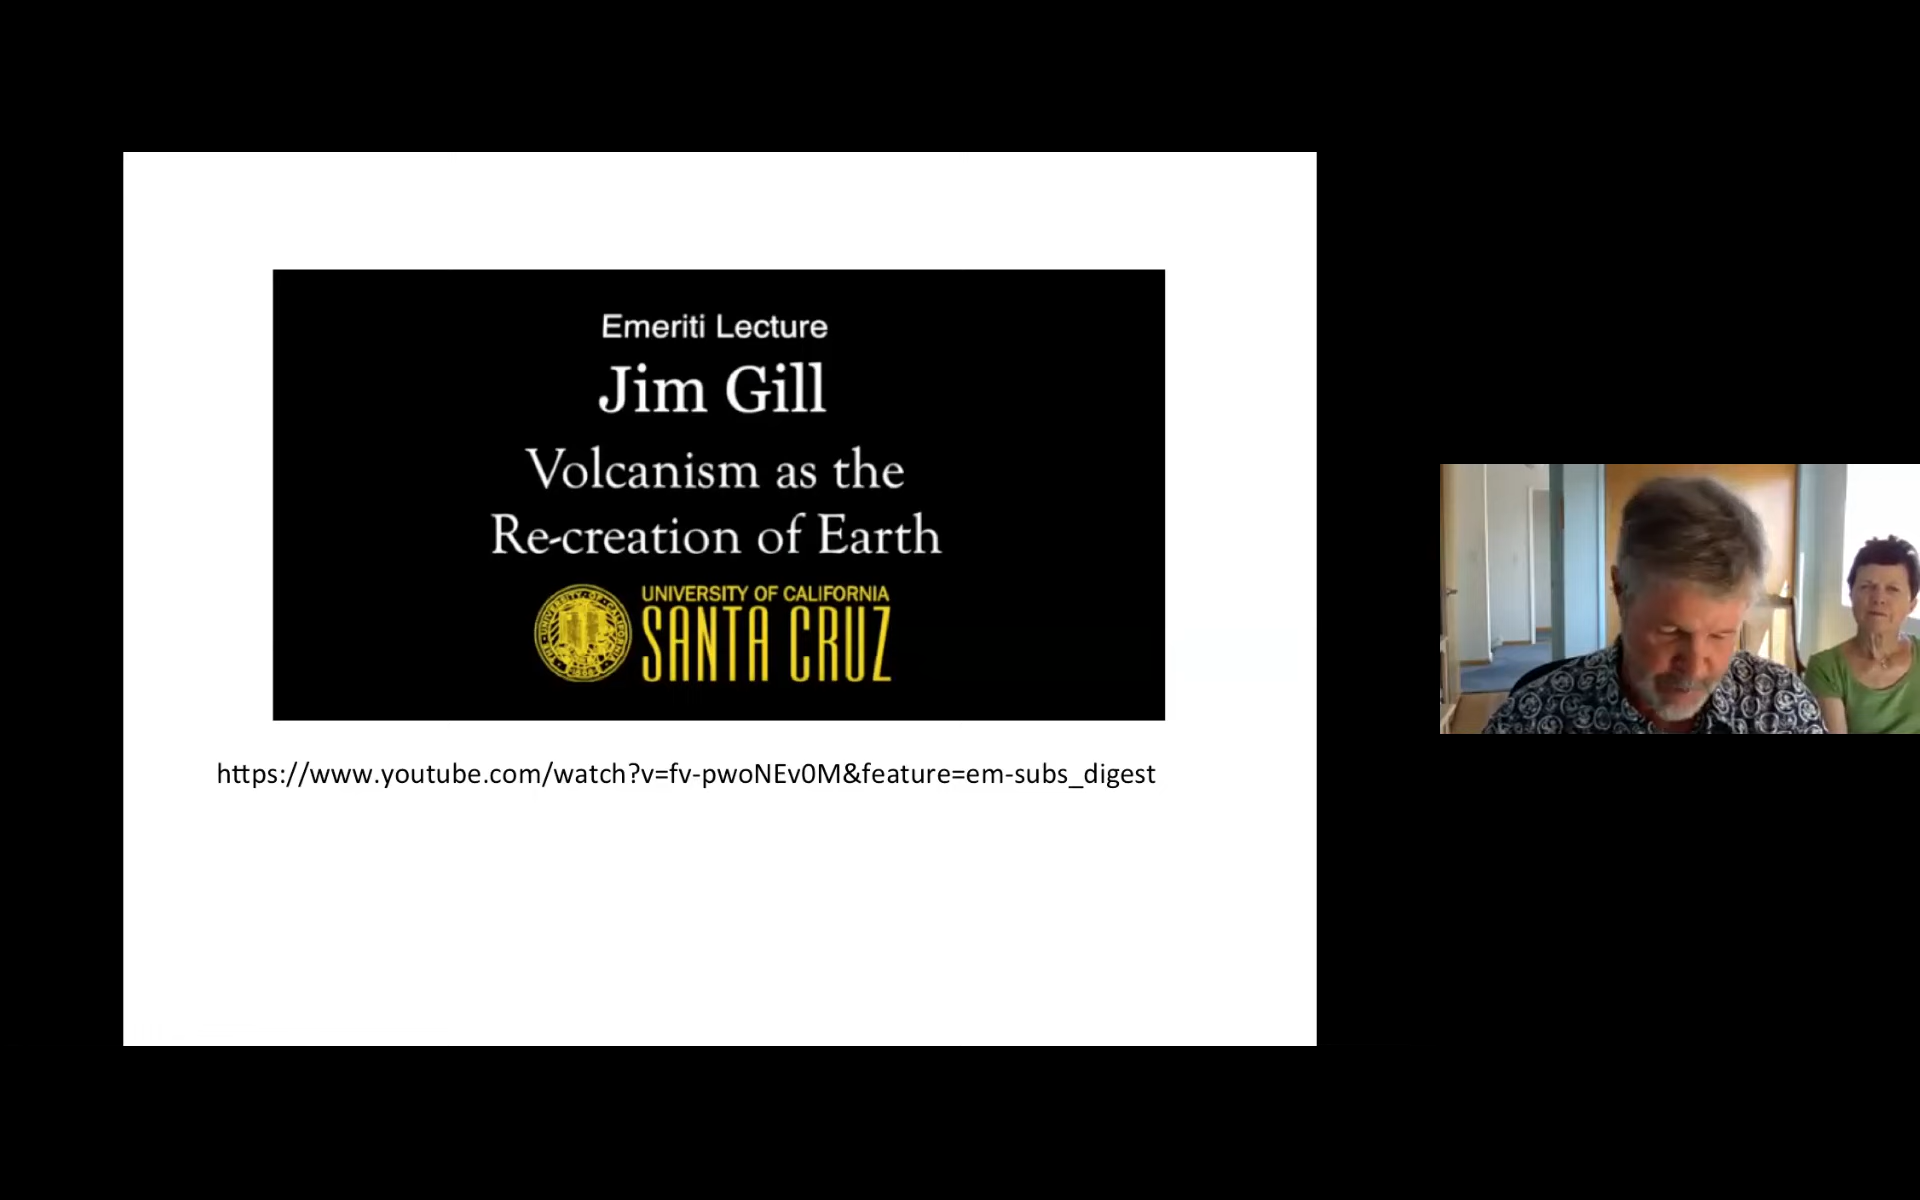 Emeriti Lecture
Jim Gill
Volcanism as the
Re-creation of Earth
UNIVERSITY OF CALIFORNIA
SANTA CRUZ
https://www.youtube.com/watch?v=fv-pwoNEv0M&feature=em-subs_digest